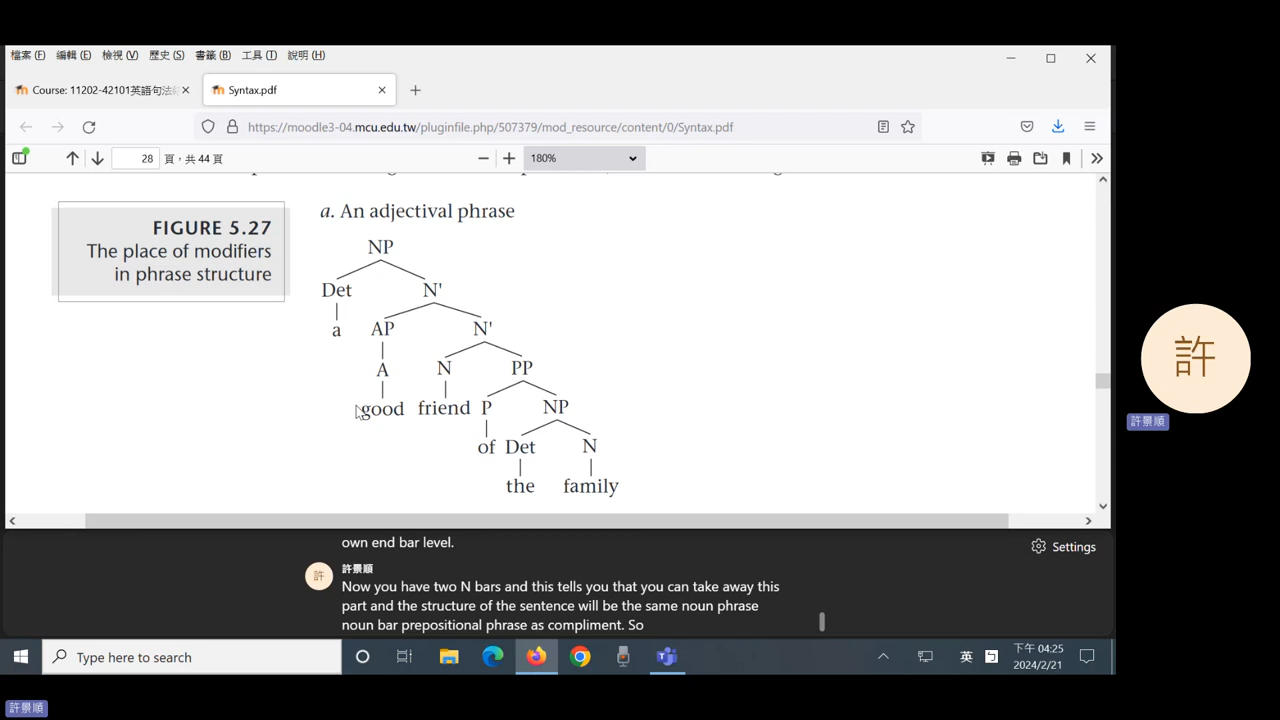 檔案 (F) 編輯 (E) 檢視 (V) 歷史 (S) 書籤 (B) 工具 (T) 說明 (H)
Course: 11202-42101英語句法結 Syntax.pdf
https://moodle3-04.mcu.edu.tw/pluginfile.php/507379/mod_resource/content/0/Syntax.pdf
28 頁，共 44 頁 180%
FIGURE 5.27
The place of modifiers
in phrase structure
a. An adjectival phrase
NP
Det N'
a AP N'
A N PP
good friend P NP
of Det N
the family
許
許景順
own end bar level.
Settings
許
許景順
Now you have two N bars and this tells you that you can take away this
part and the structure of the sentence will be the same noun phrase
noun bar prepositional phrase as compliment. So
Type here to search
英
下午 04:25
2024/2/21
許景順